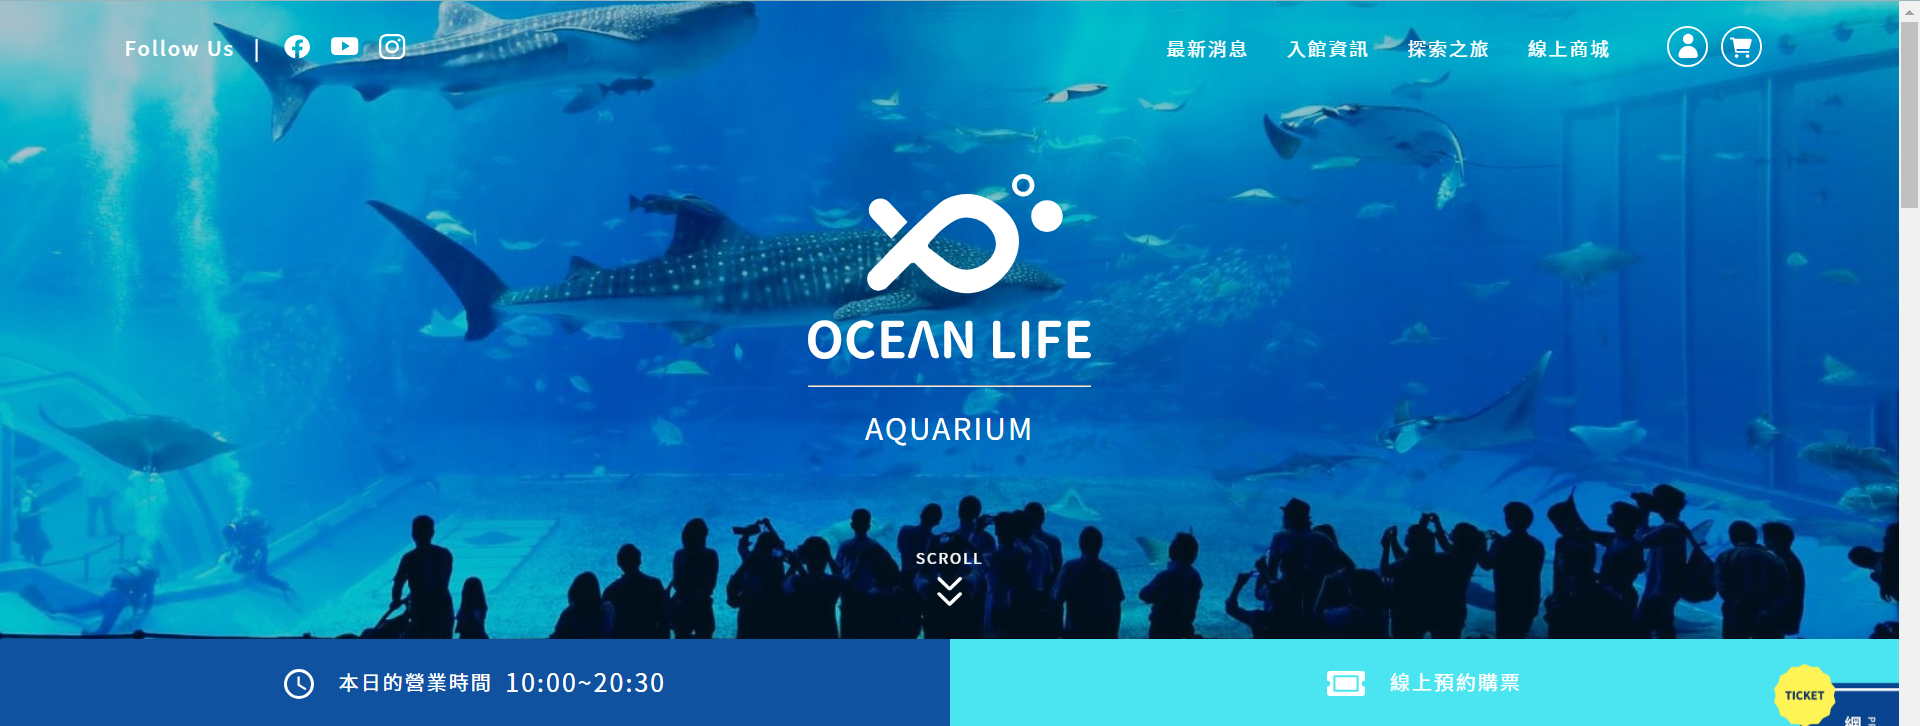 Follow Us |
最新消息 入館資訊 探索之旅 線上商城
OCEAN LIFE
AQUARIUM
SCROLL
本日的營業時間 10:00~20:30
線上預約購票
TICKET
網